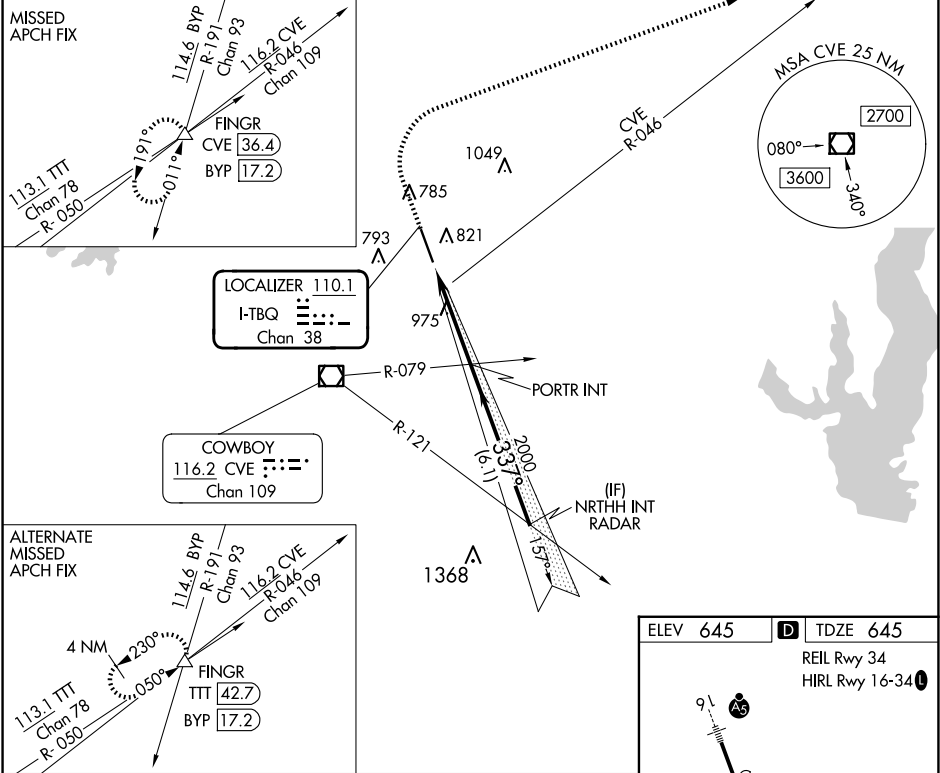 MISSED
APCH FIX
114.6 BYP
R-191
Chan 93
116.2 CVE
R-046
Chan 109
191°
011°
FINGR
CVE 36.4
BYP 17.2
113.1 TTT
Chan 78
R-050
CVE
R-046
MSA CVE 25 NM
2700
080°
3600
340°
1049
785
793
821
LOCALIZER 110.1
I-TBQ
Chan 38
975
R-079
PORTR INT
R-121
COWBOY
116.2 CVE
Chan 109
2000
337°
(6.1)
(IF)
NRTHH INT
RADAR
157°
1368
ALTERNATE
MISSED
APCH FIX
114.6 BYP
R-191
Chan 93
116.2 CVE
R-046
Chan 109
4 NM
230°
050°
FINGR
TTT 42.7
BYP 17.2
113.1 TTT
Chan 78
R-050
ELEV 645
D
TDZE 645
REIL Rwy 34
HIRL Rwy 16-34 L
16
A5